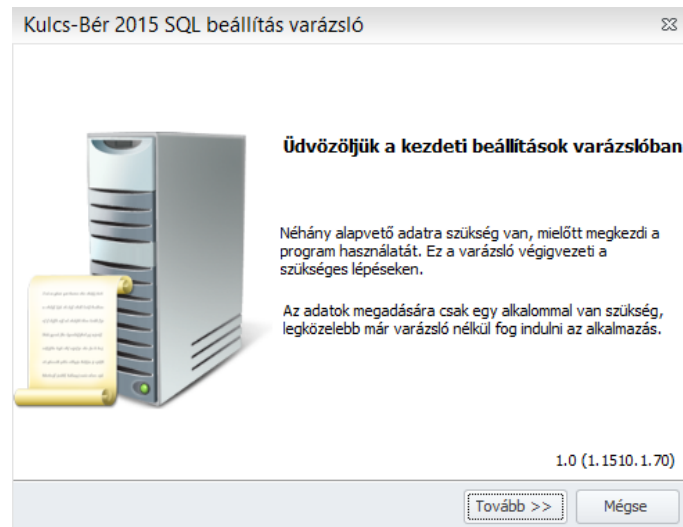 Kulcs-Bér 2015 SQL beállítás varázsló
Üdvözöljük a kezdeti beállítások varázslóban
Néhány alapvető adatra szükség van, mielőtt megkezdi a
program használatát. Ez a varázsló végigvezeti a
szükséges lépéseken.
Az adatok megadására csak egy alkalommal van szükség,
legközelebb már varázsló nélkül fog indulni az alkalmazás.
1.0 (1.1510.1.70)
Tovább >>
Mégse